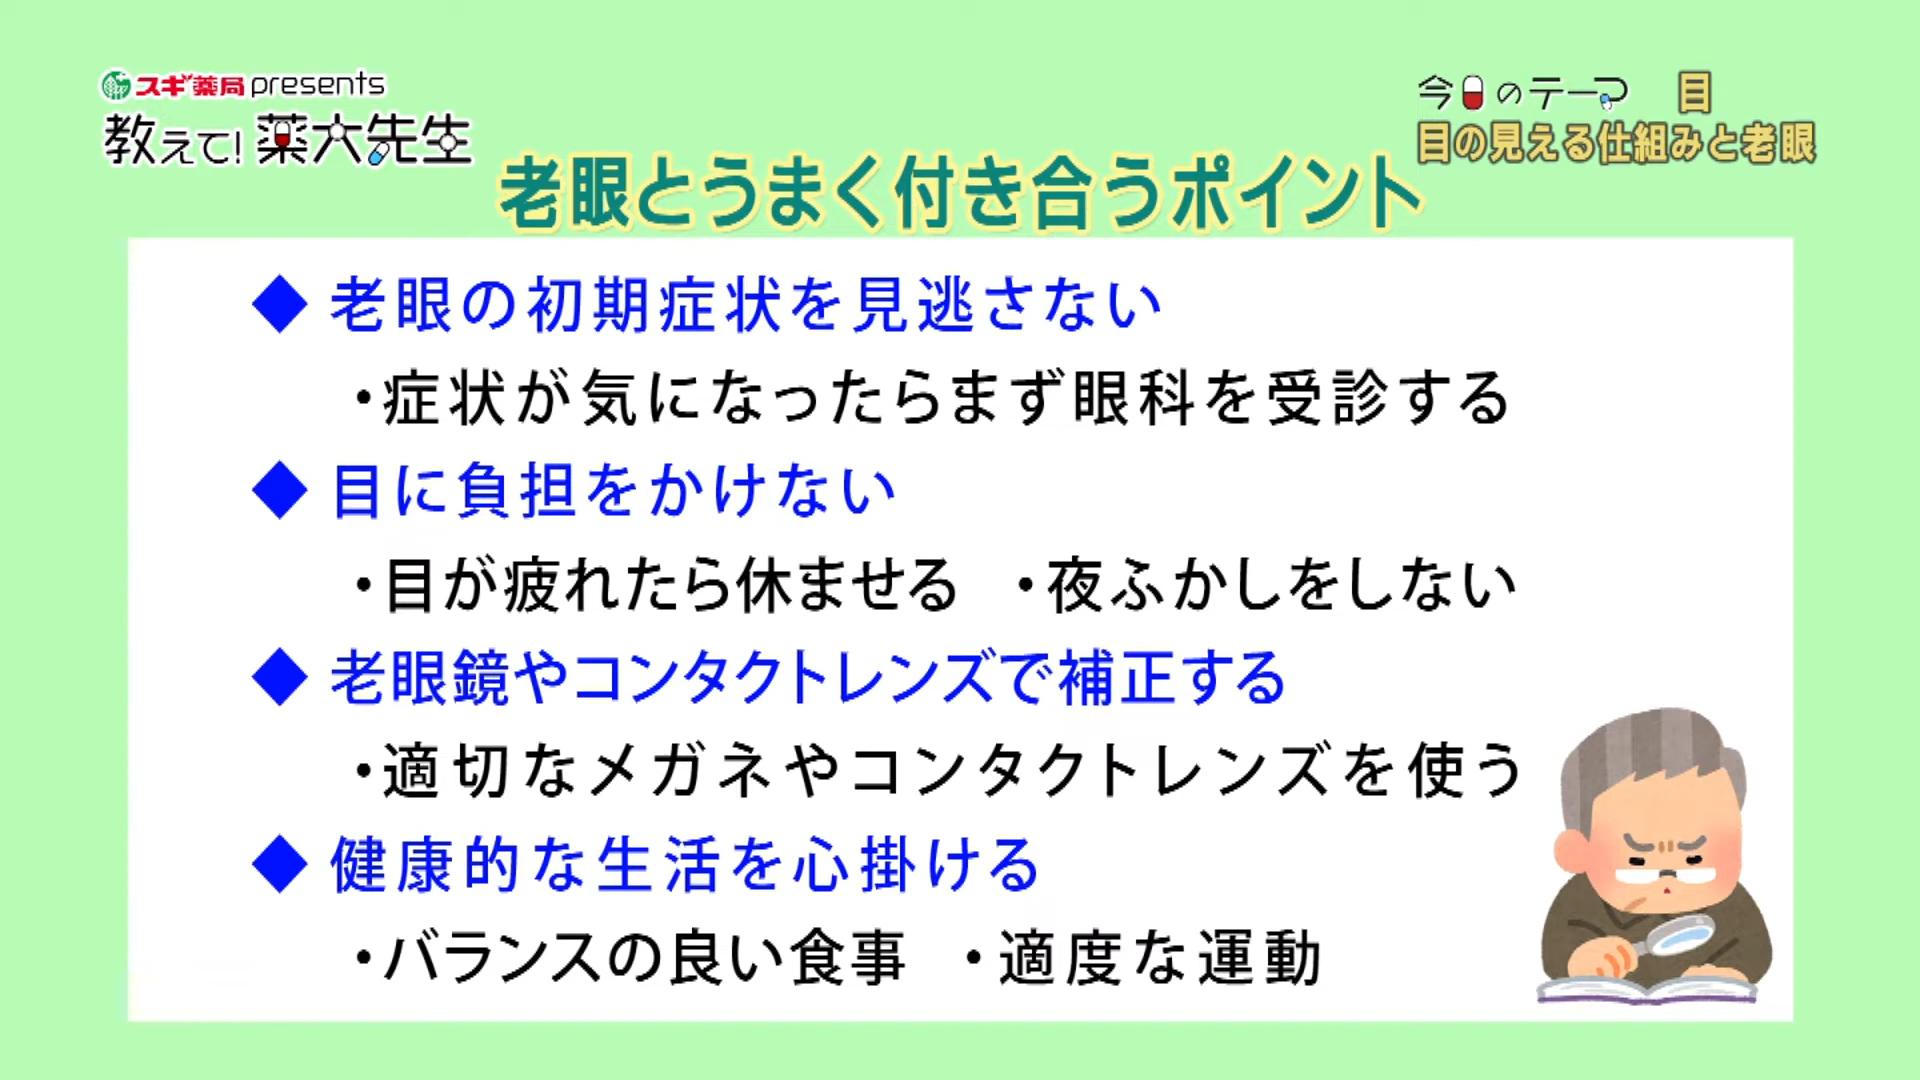 スギ薬局 presents
教えて!薬大先生
今日のテーマ 目
目の見える仕組みと老眼
老眼とうまく付き合うポイント
◆ 老眼の初期症状を見逃さない
・症状が気になったらまず眼科を受診する
◆ 目に負担をかけない
・目が疲れたら休ませる ・夜ふかしをしない
◆ 老眼鏡やコンタクトレンズで補正する
・適切なメガネやコンタクトレンズを使う
◆ 健康的な生活を心掛ける
・バランスの良い食事 ・適度な運動